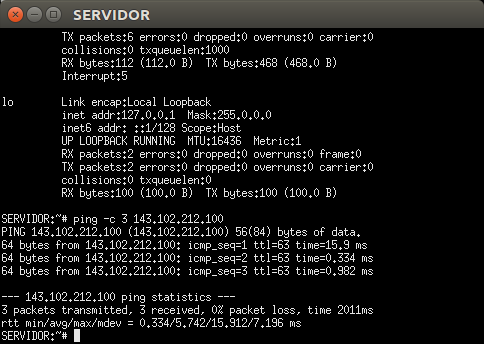 SERVIDOR
TX packets:6 errors:0 dropped:0 overruns:0 carrier:0
collisions:0 txqueuelen:1000
RX bytes:112 (112.0 B)  TX bytes:468 (468.0 B)
Interrupt:5
lo        Link encap:Local Loopback
inet addr:127.0.0.1  Mask:255.0.0.0
inet6 addr: ::1/128 Scope:Host
UP LOOPBACK RUNNING  MTU:16436  Metric:1
RX packets:2 errors:0 dropped:0 overruns:0 frame:0
TX packets:2 errors:0 dropped:0 overruns:0 carrier:0
collisions:0 txqueuelen:0
RX bytes:100 (100.0 B)  TX bytes:100 (100.0 B)
SERVIDOR:~# ping -c 3 143.102.212.100
PING 143.102.212.100 (143.102.212.100) 56(84) bytes of data.
64 bytes from 143.102.212.100: icmp_seq=1 ttl=63 time=15.9 ms
64 bytes from 143.102.212.100: icmp_seq=2 ttl=63 time=0.334 ms
64 bytes from 143.102.212.100: icmp_seq=3 ttl=63 time=0.982 ms
--- 143.102.212.100 ping statistics ---
3 packets transmitted, 3 received, 0% packet loss, time 2011ms
rtt min/avg/max/mdev = 0.334/5.742/15.912/7.196 ms
SERVIDOR:~#